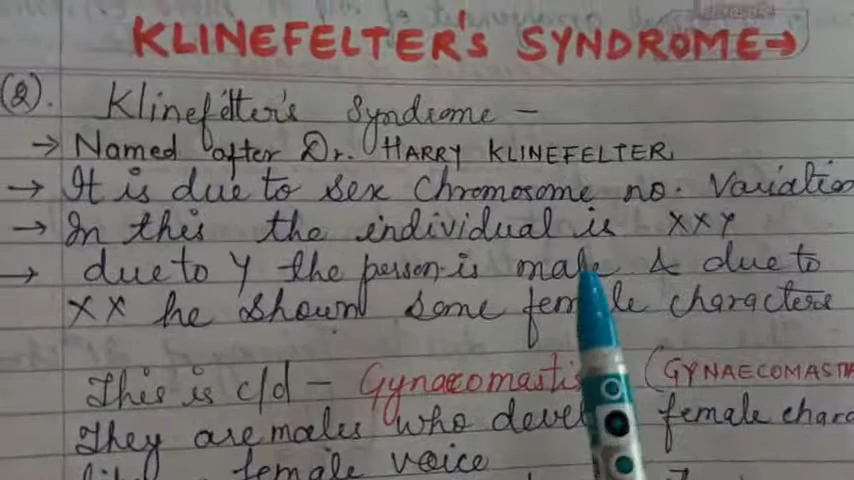 KLINEFELTER'S SYNDROME→
(2). Klinefelter's Syndrome –
→ Named after Dr. HARRY KLINEFELTER.
→ It is due to sex Chromosome no. Variation
→ In this the individual is XXY
→ due to Y the person is male & due to
XX he shown some female characters
This is c/d – Gynaecomastia (GYNAECOMASTIA
They are males who devel female chara
female voice